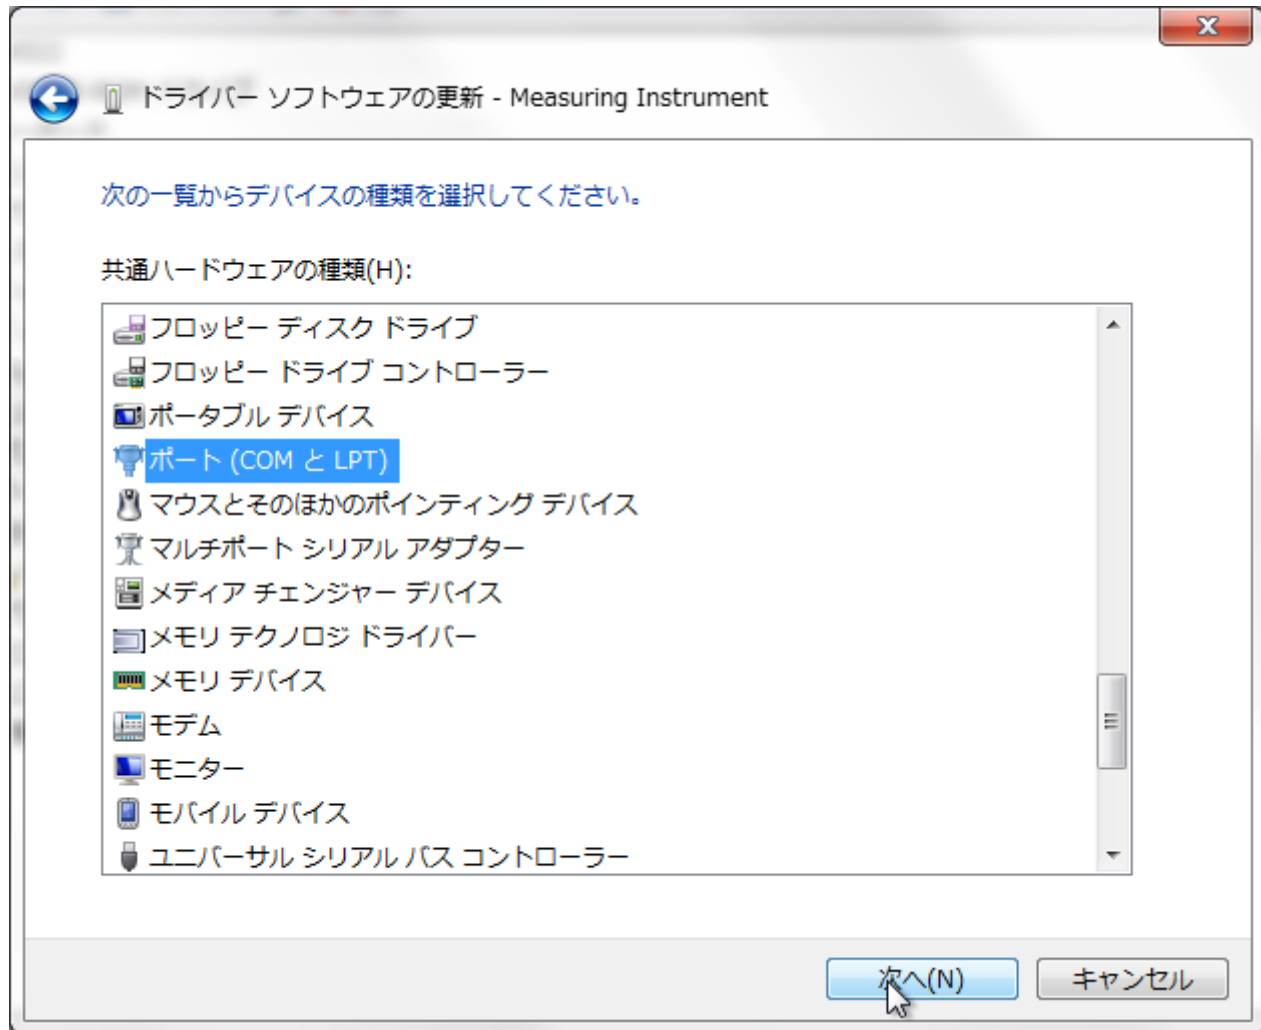 ドライバー ソフトウェアの更新 - Measuring Instrument
次の一覧からデバイスの種類を選択してください。
共通ハードウェアの種類(H):
フロッピー ディスク ドライブ
フロッピー ドライブ コントローラー
ポータブル デバイス
ポート (COM と LPT)
マウスとそのほかのポインティング デバイス
マルチポート シリアル アダプター
メディア チェンジャー デバイス
メモリ テクノロジ ドライバー
メモリ デバイス
モデム
モニター
モバイル デバイス
ユニバーサル シリアル バス コントローラー
次へ(N)
キャンセル